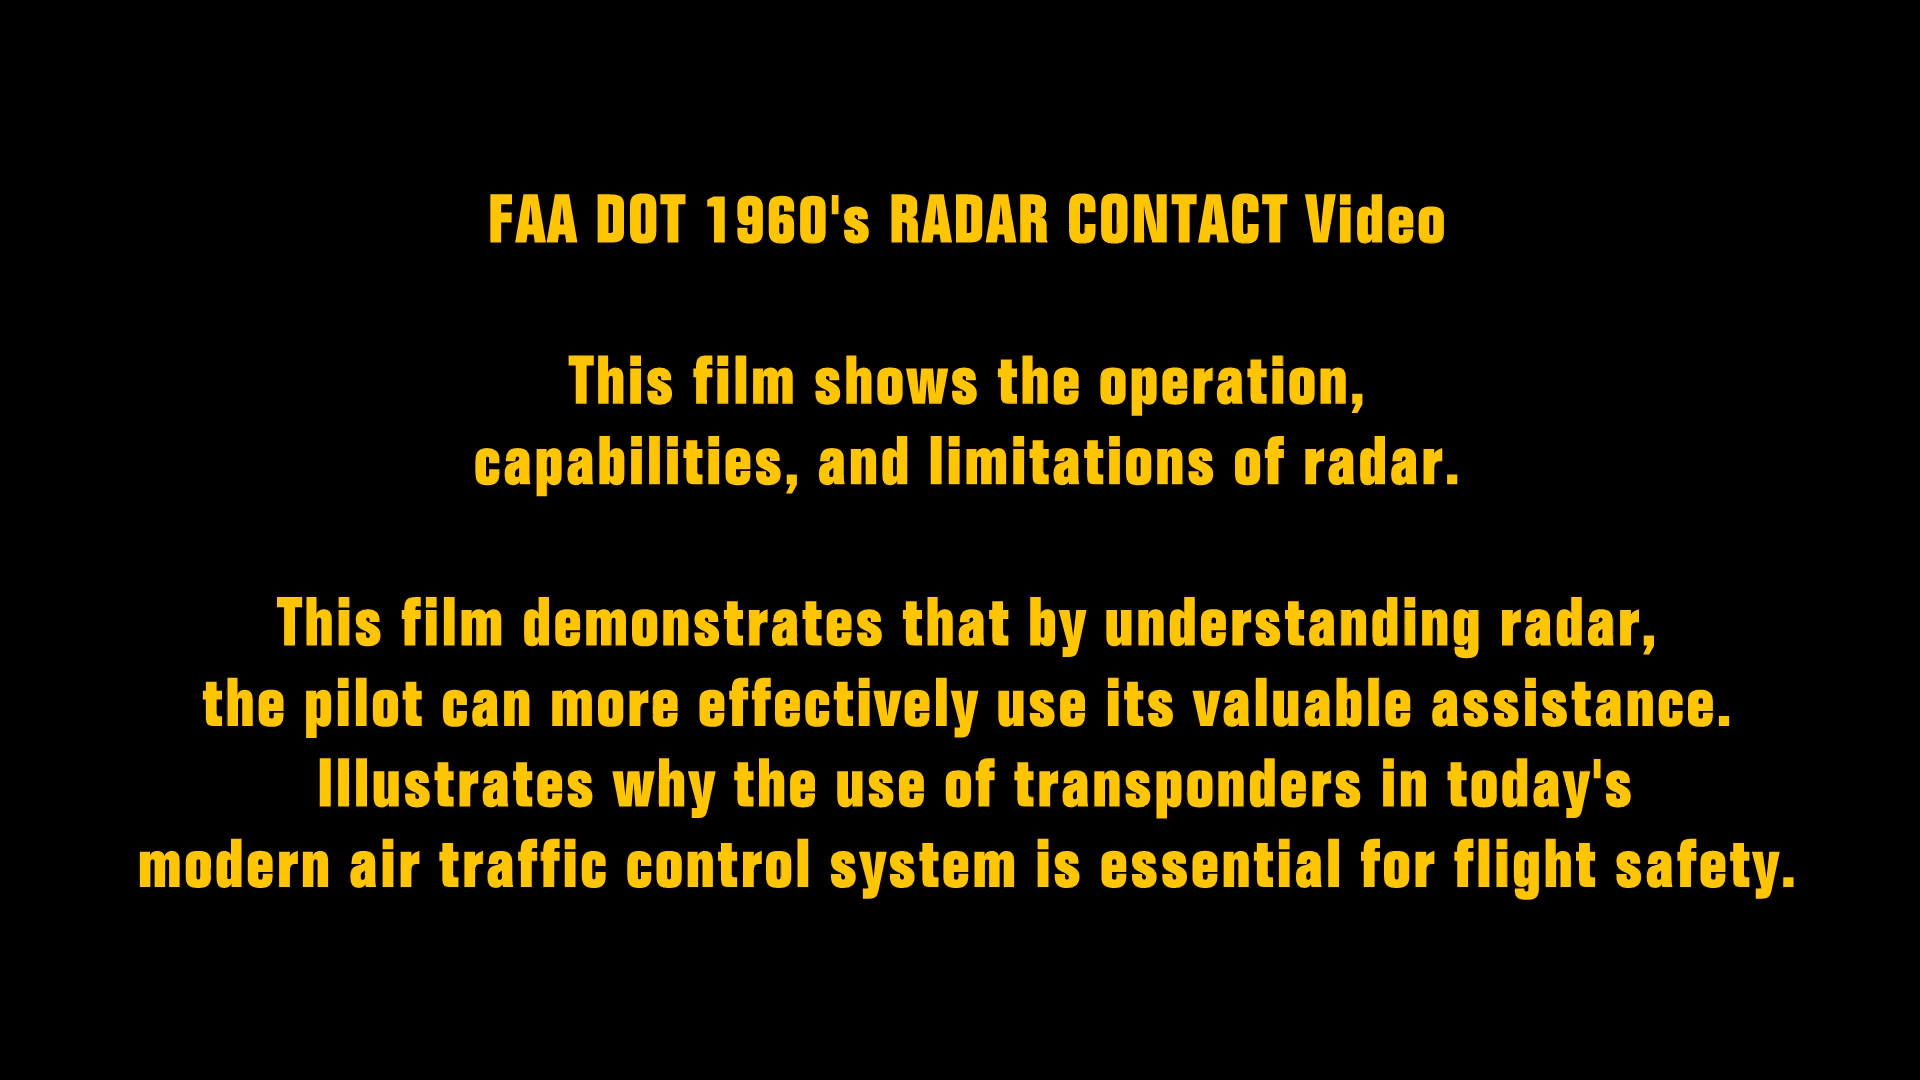 FAA DOT 1960's RADAR CONTACT Video
This film shows the operation,
capabilities, and limitations of radar.
This film demonstrates that by understanding radar,
the pilot can more effectively use its valuable assistance.
Illustrates why the use of transponders in today's
modern air traffic control system is essential for flight safety.